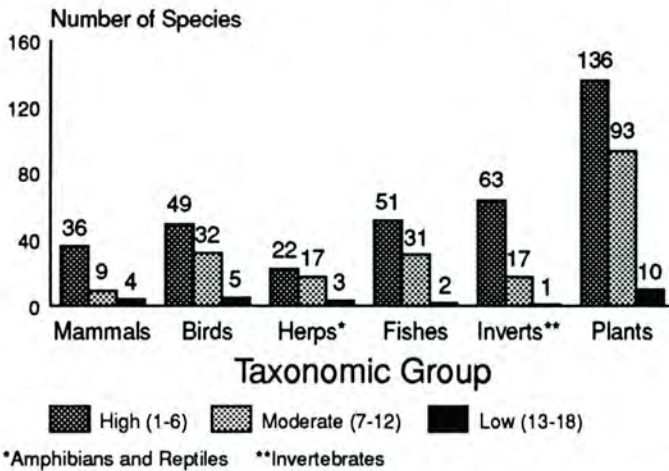 Number of Species
160
120
80
40
0
36 9 4
49 32 5
22 17 3
51 31 2
63 17 1
136 93 10
Mammals Birds Herps* Fishes Inverts** Plants
Taxonomic Group
High (1-6) Moderate (7-12) Low (13-18)
*Amphibians and Reptiles **Invertebrates